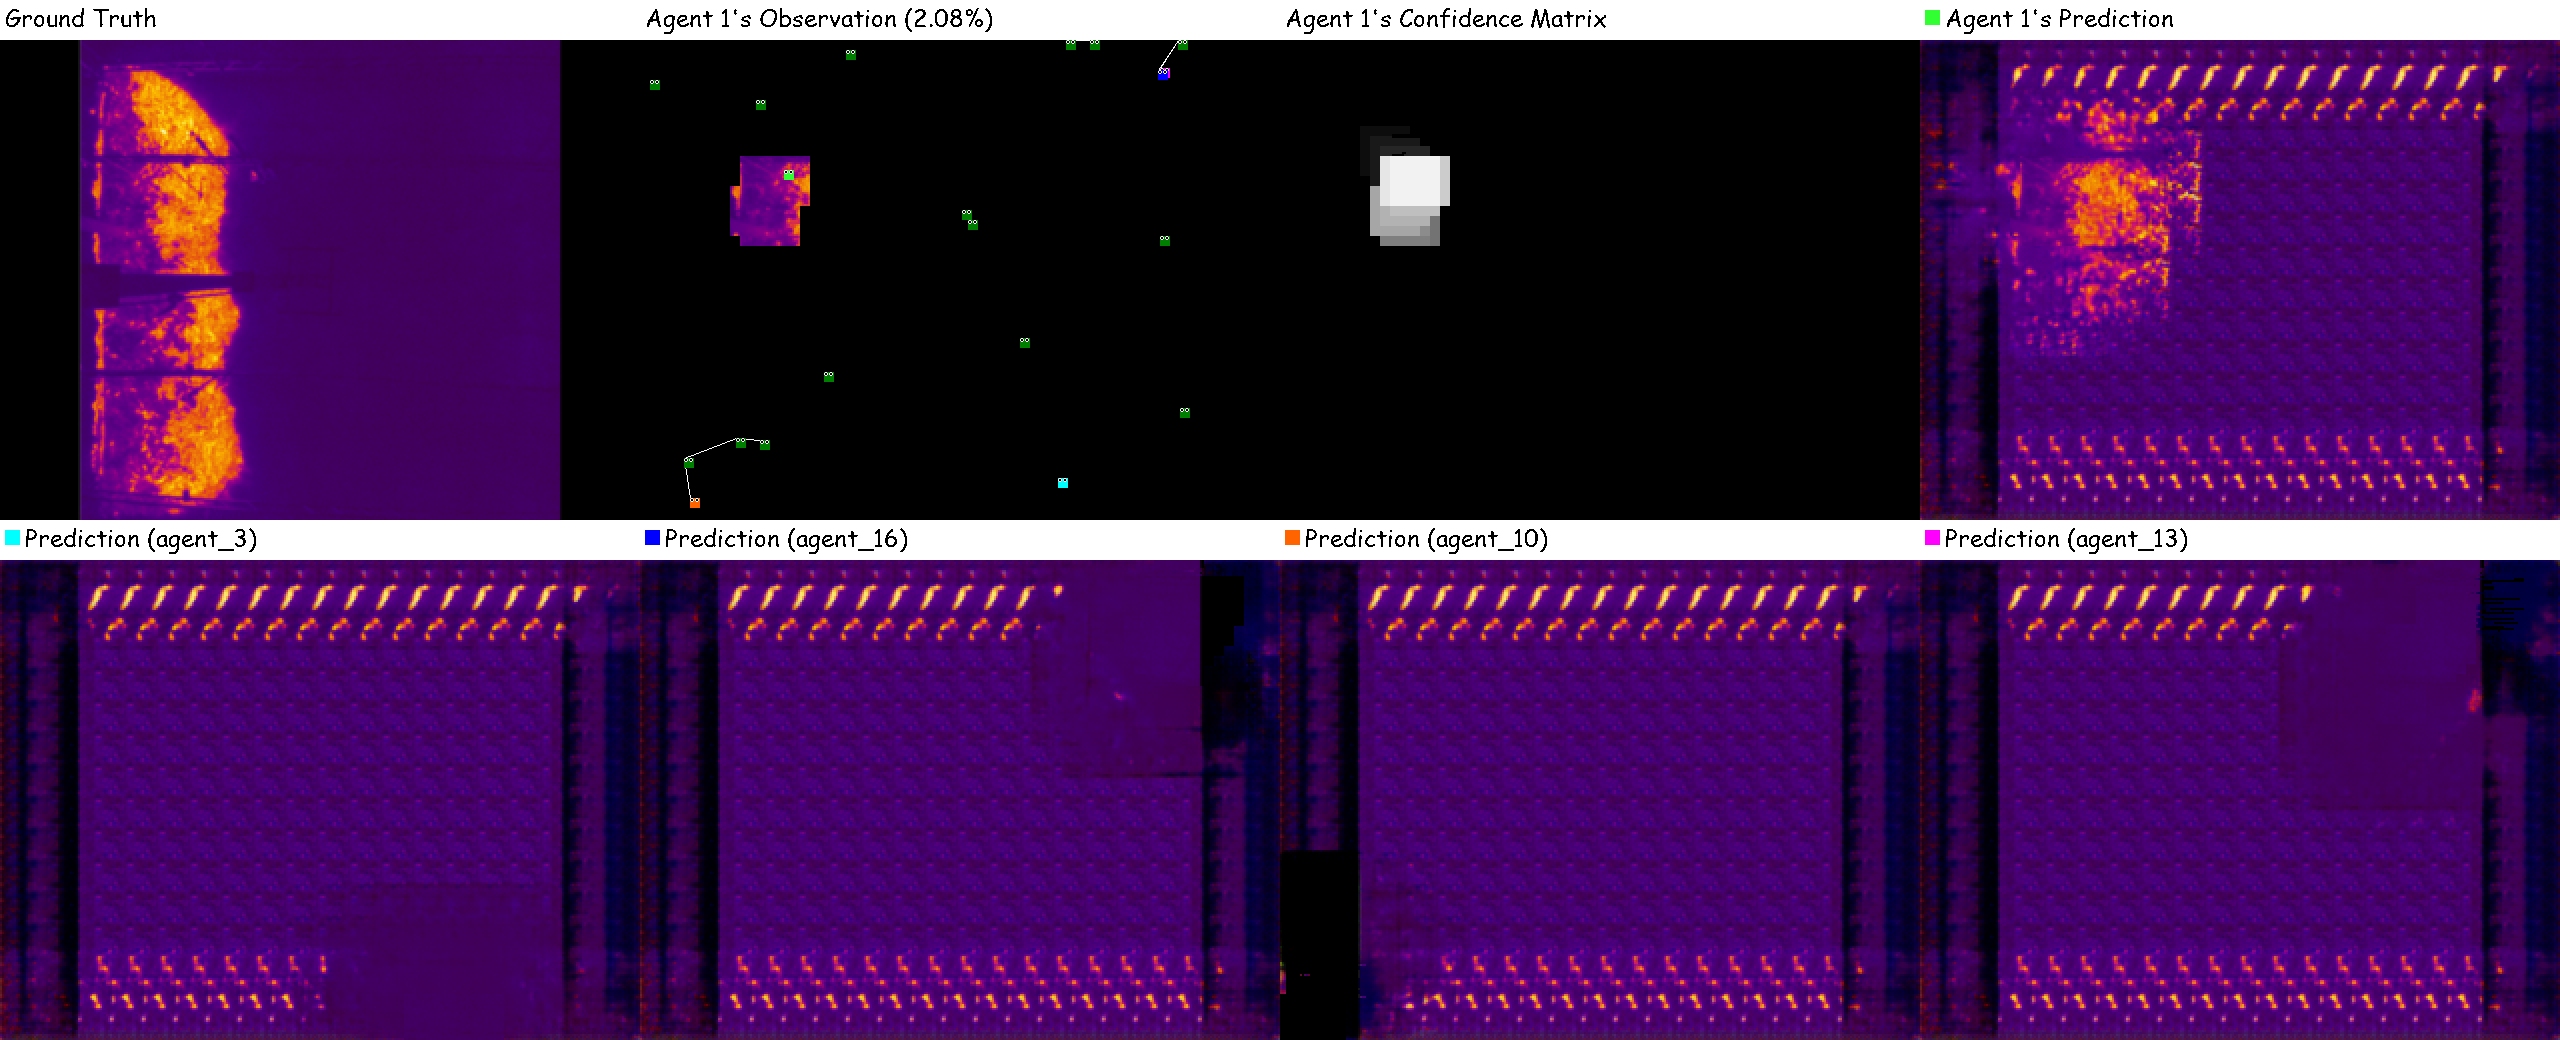 Ground Truth
Agent 1's Observation (2.08%)
Agent 1's Confidence Matrix
Agent 1's Prediction
Prediction (agent_3)
Prediction (agent_16)
Prediction (agent_10)
Prediction (agent_13)